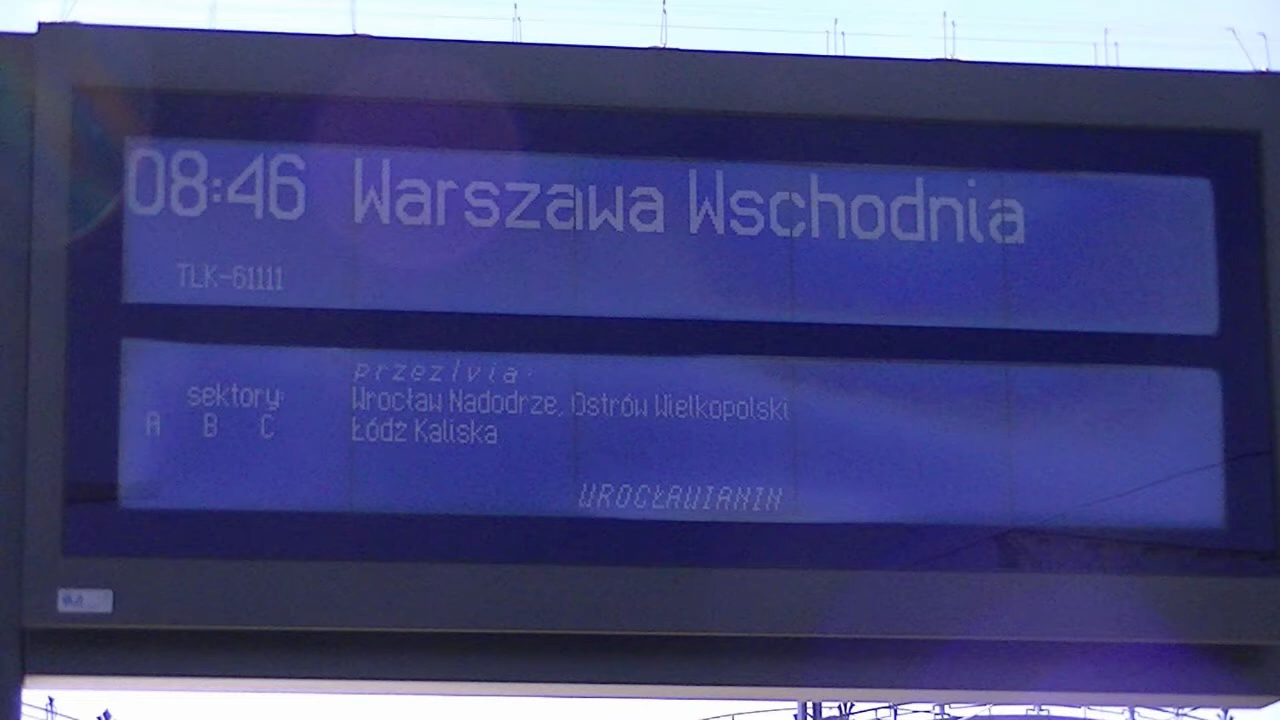 08:46 Warszawa Wschodnia
TLK-61111
przez/via:
sektory: Wrocław Nadodrze, Ostrów Wielkopolski
A B C Łódź Kaliska
WROCŁAWIANIN